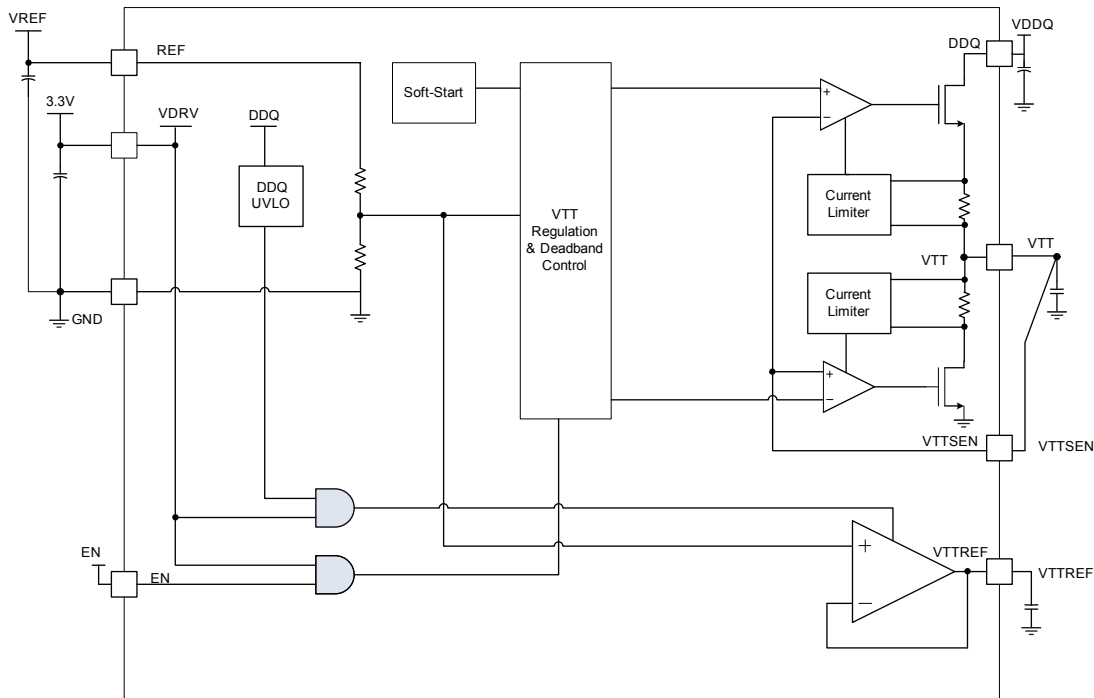 VREF
REF
3.3V
VDRV
DDQ
DDQ
UVLO
GND
Soft-Start
VTT
Regulation
& Deadband
Control
DDQ
VDDQ
+
−
Current
Limiter
VTT
VTT
Current
Limiter
+
−
VTTSEN
VTTSEN
EN
EN
+
−
VTTREF
VTTREF